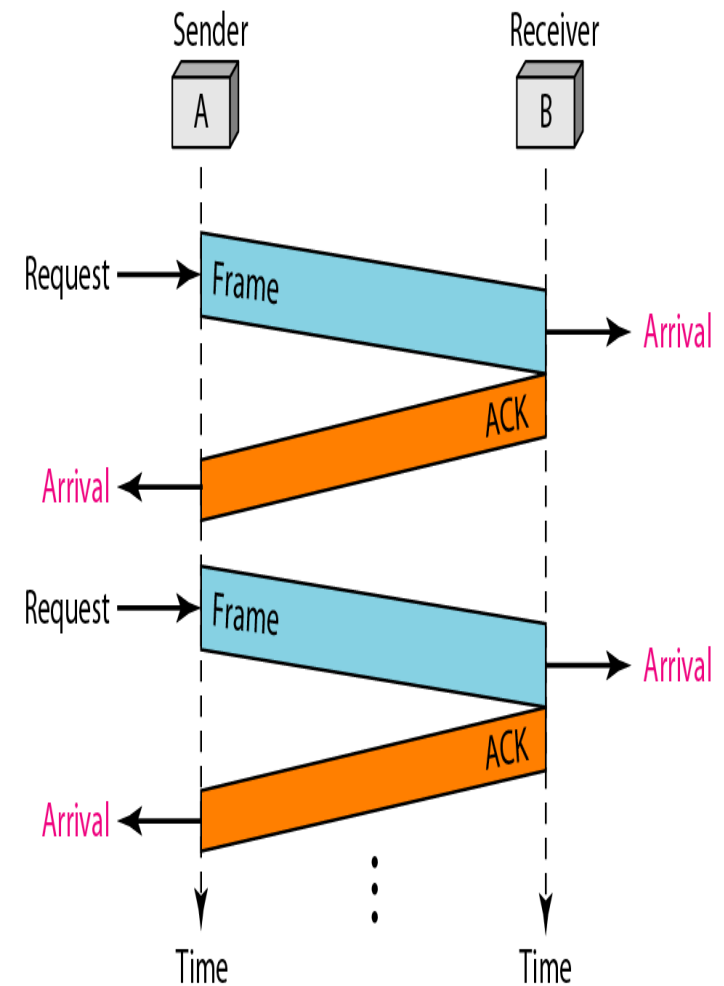 Sender Receiver
A B
Request Frame
Arrival
ACK
Arrival
Request Frame
Arrival
ACK
Arrival
Time Time